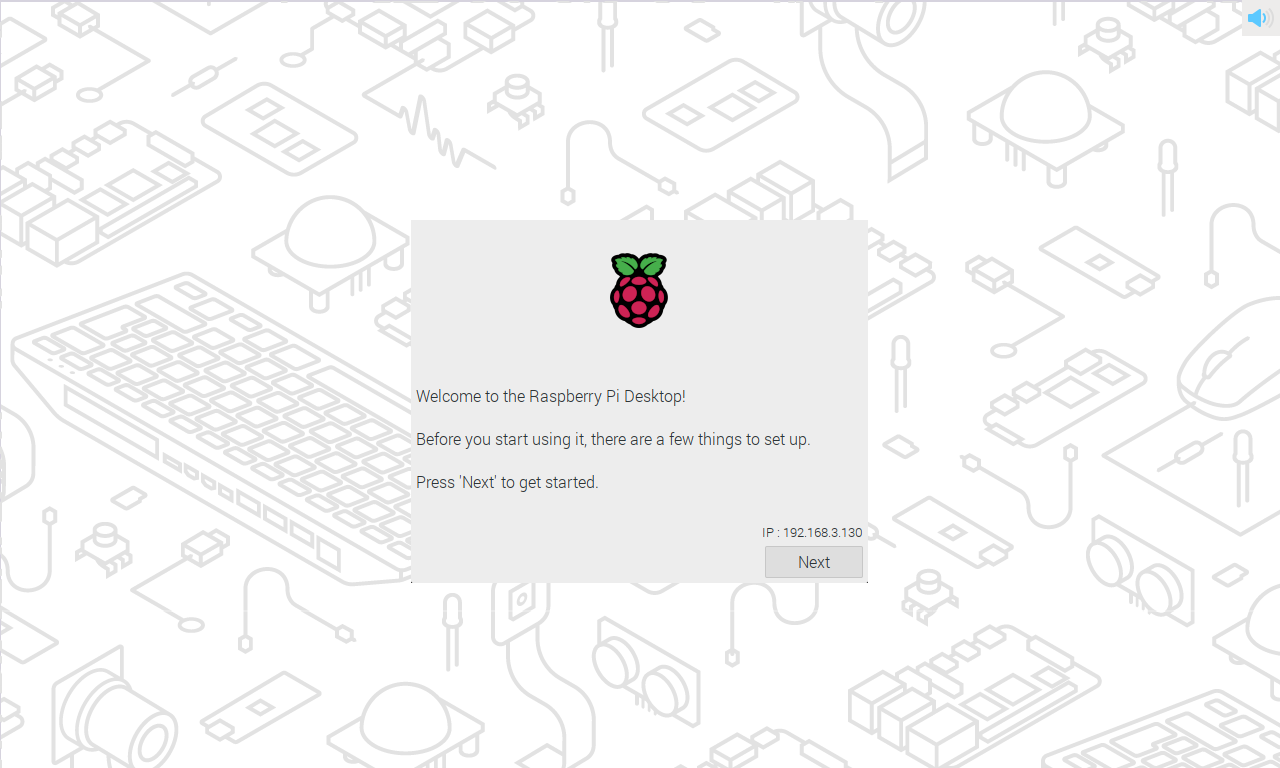 Welcome to the Raspberry Pi Desktop!
Before you start using it, there are a few things to set up.
Press 'Next' to get started.
IP : 192.168.3.130
Next